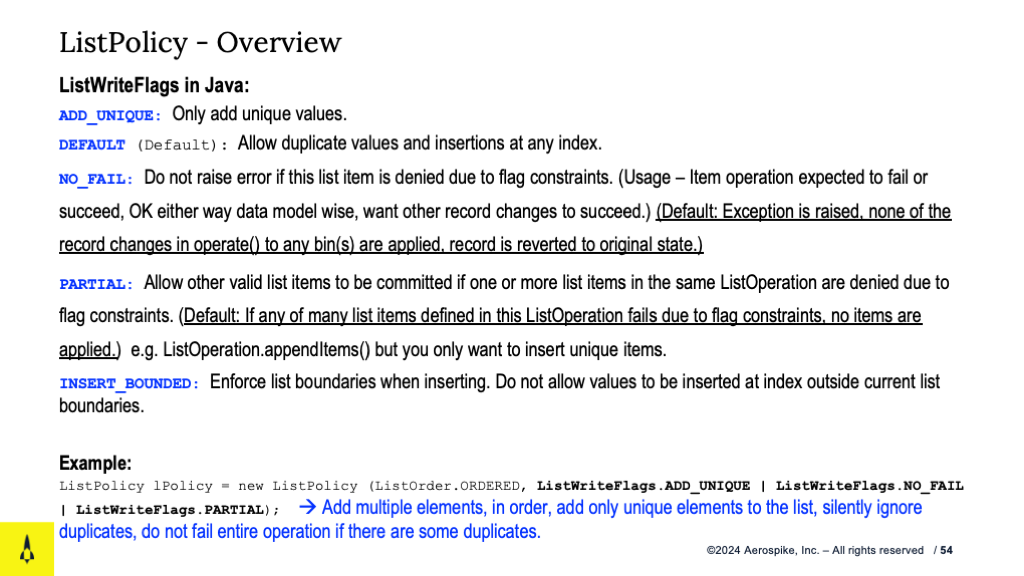 ListPolicy - Overview
ListWriteFlags in Java:
ADD_UNIQUE: Only add unique values.
DEFAULT (Default): Allow duplicate values and insertions at any index.
NO_FAIL: Do not raise error if this list item is denied due to flag constraints. (Usage – Item operation expected to fail or
succeed, OK either way data model wise, want other record changes to succeed.) (Default: Exception is raised, none of the
record changes in operate() to any bin(s) are applied, record is reverted to original state.)
PARTIAL: Allow other valid list items to be committed if one or more list items in the same ListOperation are denied due to
flag constraints. (Default: If any of many list items defined in this ListOperation fails due to flag constraints, no items are
applied.) e.g. ListOperation.appendItems() but you only want to insert unique items.
INSERT_BOUNDED: Enforce list boundaries when inserting. Do not allow values to be inserted at index outside current list
boundaries.
Example:
ListPolicy lPolicy = new ListPolicy (ListOrder.ORDERED, ListWriteFlags.ADD_UNIQUE | ListWriteFlags.NO_FAIL
| ListWriteFlags.PARTIAL); → Add multiple elements, in order, add only unique elements to the list, silently ignore
duplicates, do not fail entire operation if there are some duplicates.
©2024 Aerospike, Inc. – All rights reserved / 54